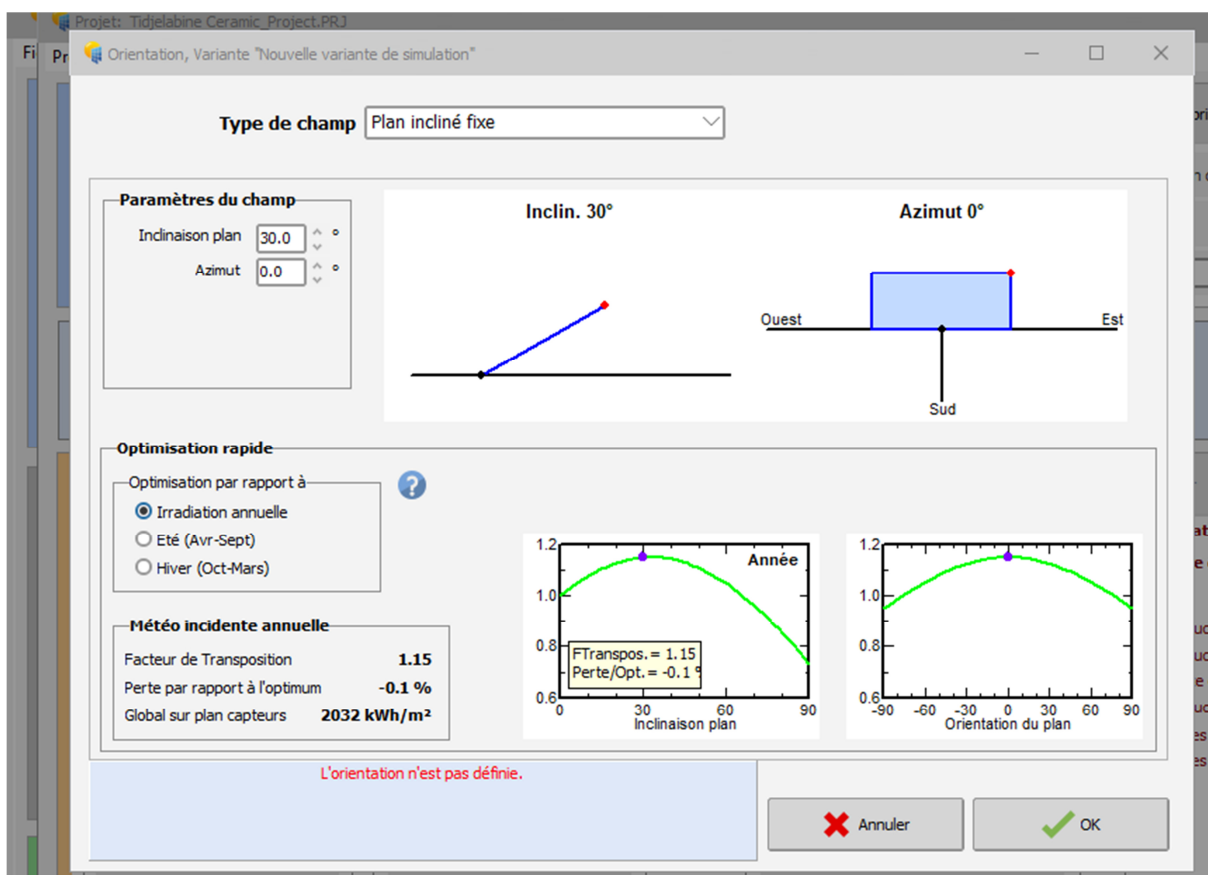 Projet: Tidjelabine Ceramic_Project.PRJ
Fi
Pr
Orientation, Variante "Nouvelle variante de simulation"
Type de champ Plan incliné fixe
Paramètres du champ
Inclinaison plan 30.0 °
Azimut 0.0 °
Inclin. 30°
Azimut 0°
Ouest
Est
Sud
Optimisation rapide
Optimisation par rapport à
Irradiation annuelle
Eté (Avr-Sept)
Hiver (Oct-Mars)
?
Météo incidente annuelle
Facteur de Transposition 1.15
Perte par rapport à l'optimum -0.1 %
Global sur plan capteurs 2032 kWh/m²
Année
1.2
1.0
0.8
0.6
FTranspos.= 1.15
Perte/Opt.= -0.1 %
0 30 60 90
Inclinaison plan
1.2
1.0
0.8
0.6
-90 -60 -30 0 30 60 90
Orientation du plan
L'orientation n'est pas définie.
Annuler
OK